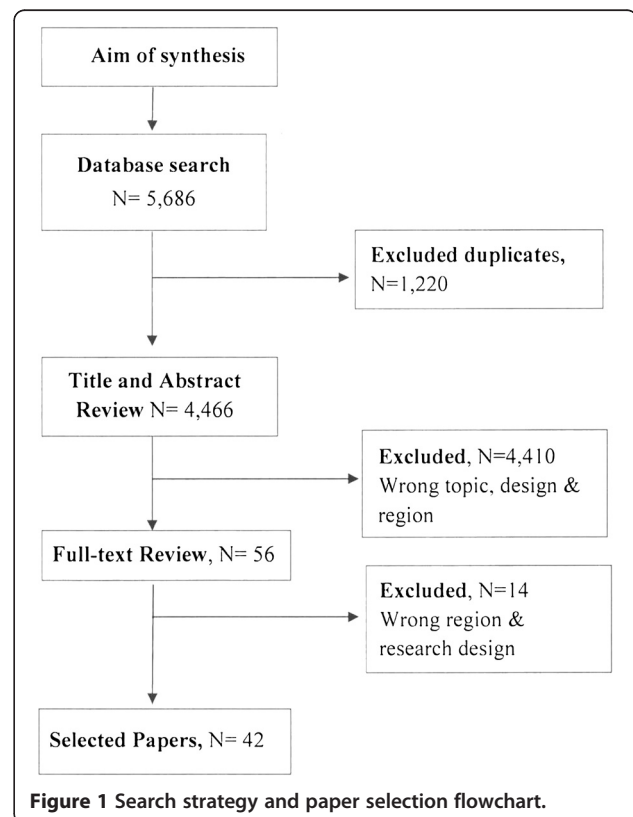 Aim of synthesis
Database search
N= 5,686
Excluded duplicates,
N=1,220
Title and Abstract
Review N= 4,466
Excluded, N=4,410
Wrong topic, design &
region
Full-text Review, N= 56
Excluded, N=14
Wrong region &
research design
Selected Papers, N= 42
Figure 1 Search strategy and paper selection flowchart.